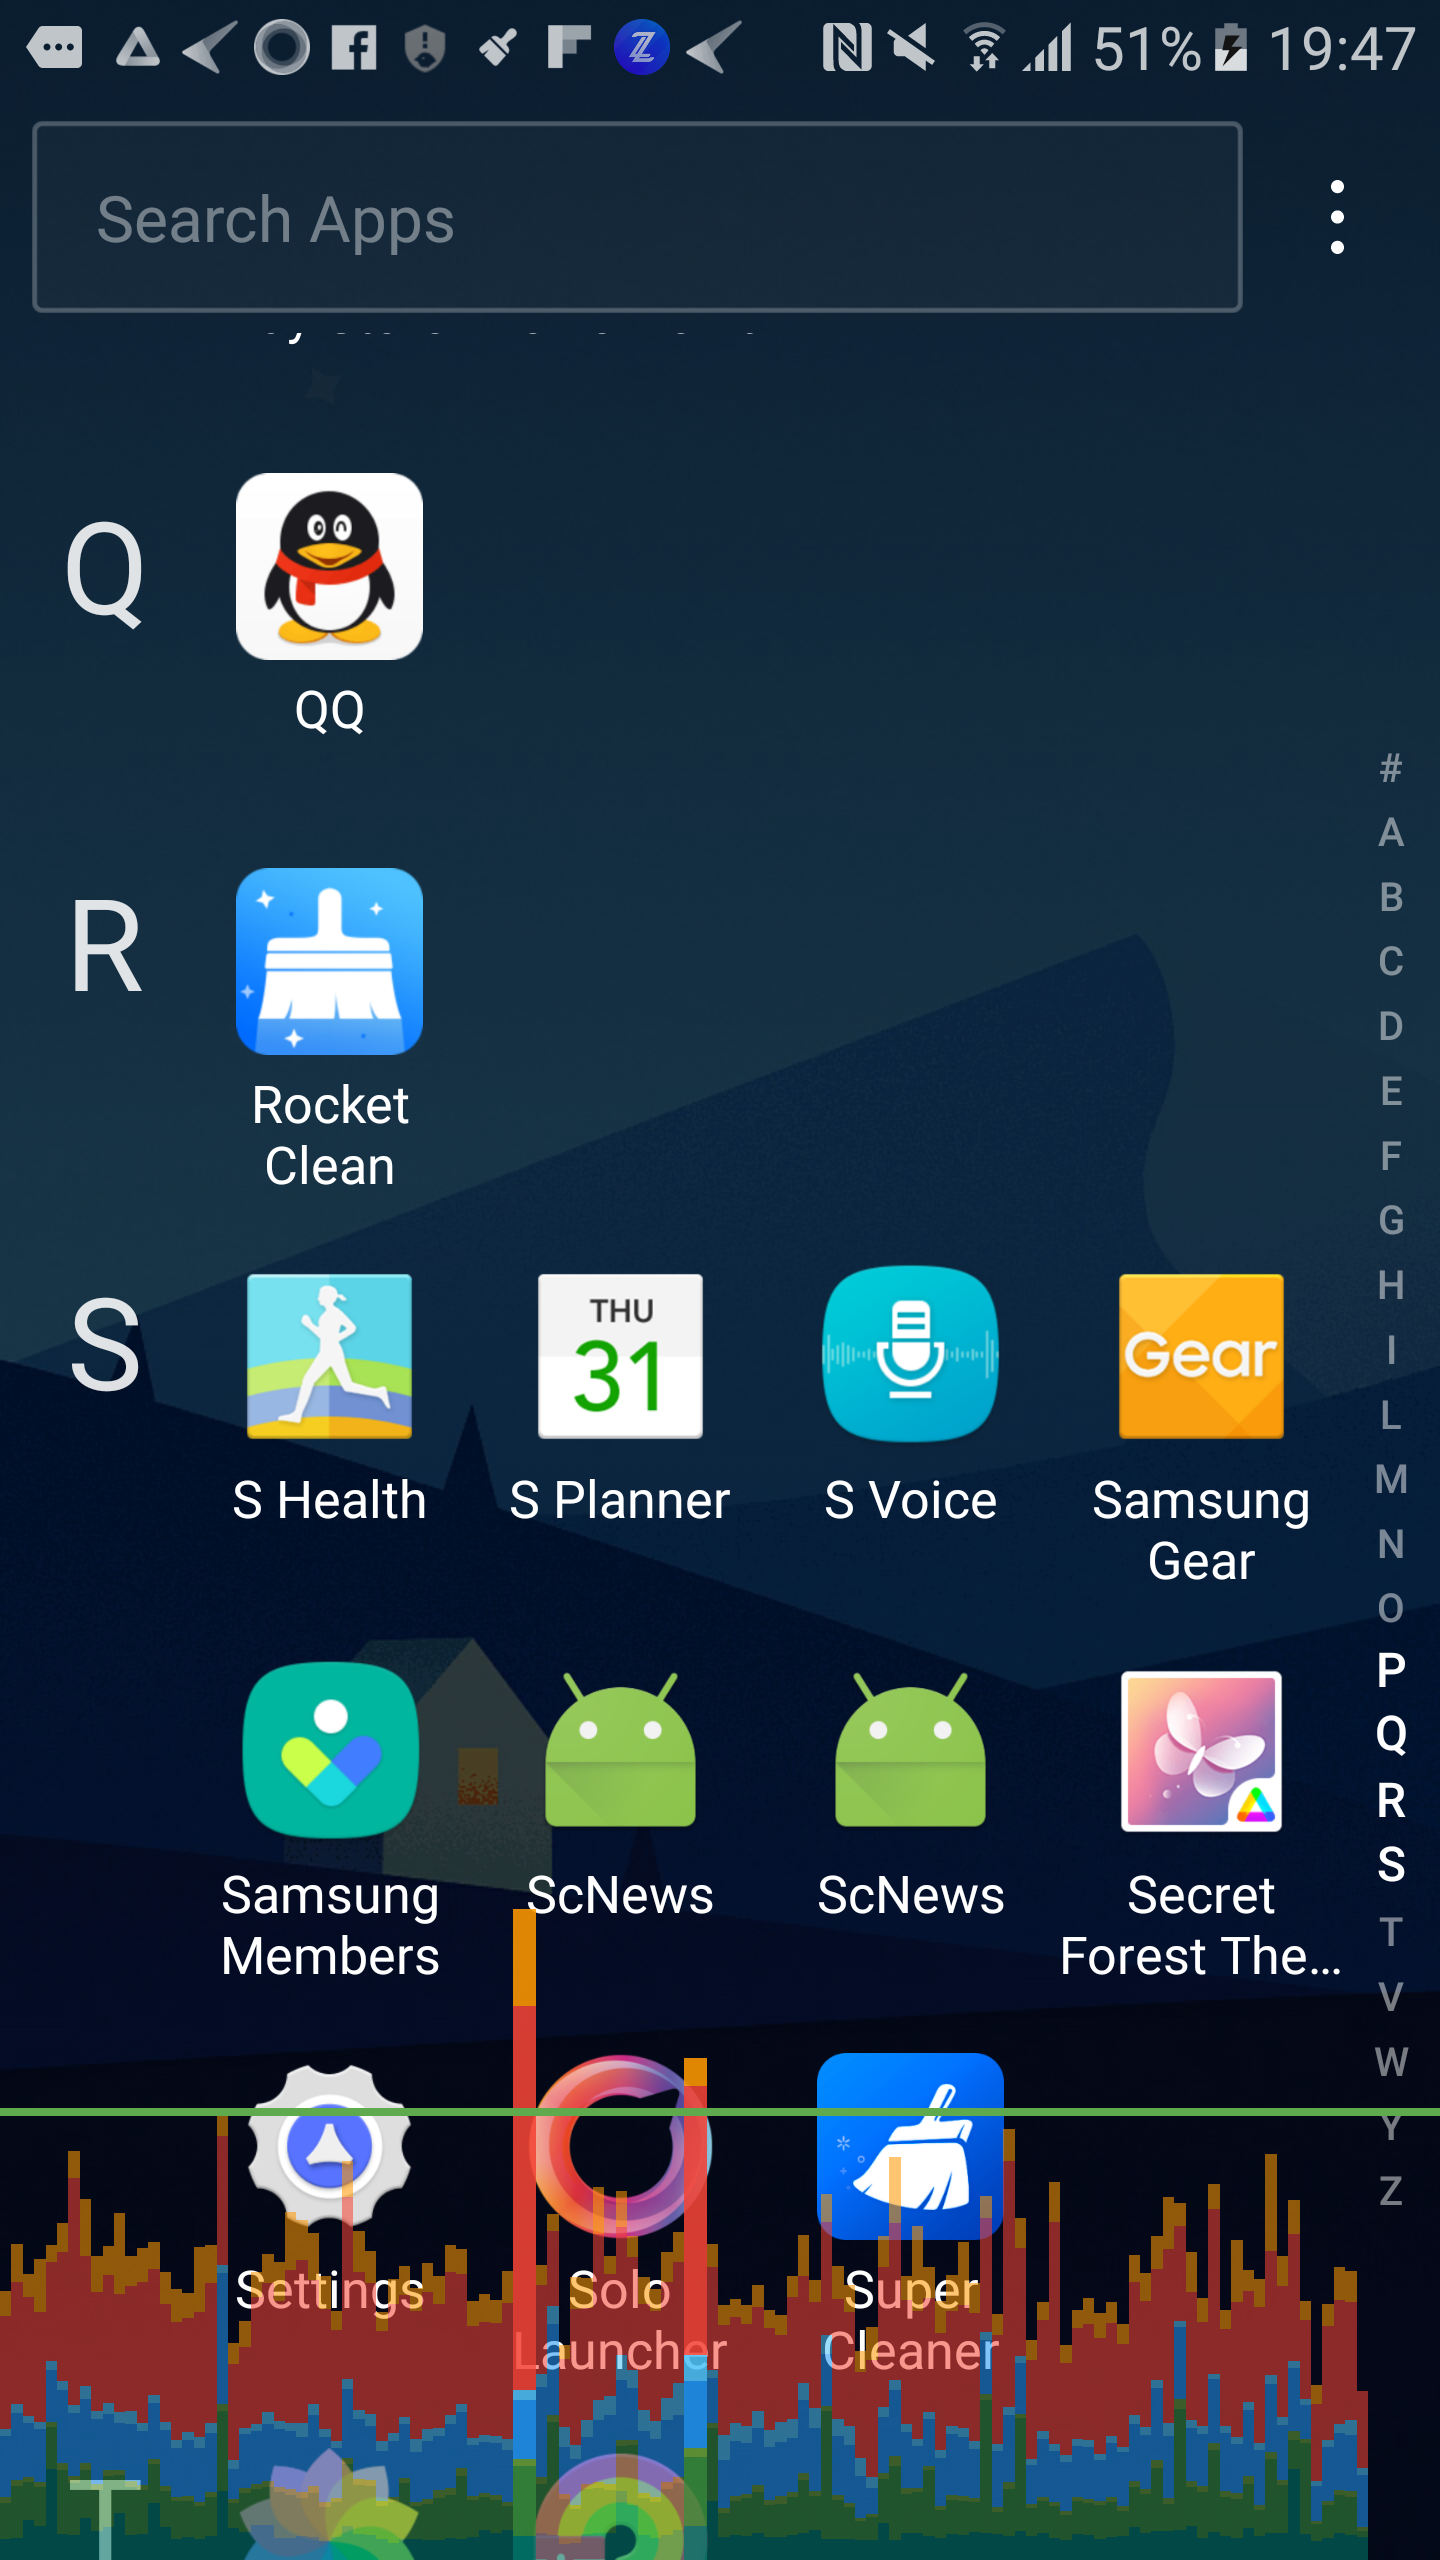 51% 19:47
Search Apps
Q
QQ
R
Rocket
Clean
S
THU
31
Gear
S Health
S Planner
S Voice
Samsung
Gear
Samsung
Members
ScNews
ScNews
Secret
Forest The...
Settings
Solo
Launcher
Super
Cleaner
T
#
A
B
C
D
E
F
G
H
I
L
M
N
O
P
Q
R
S
T
V
W
Y
Z